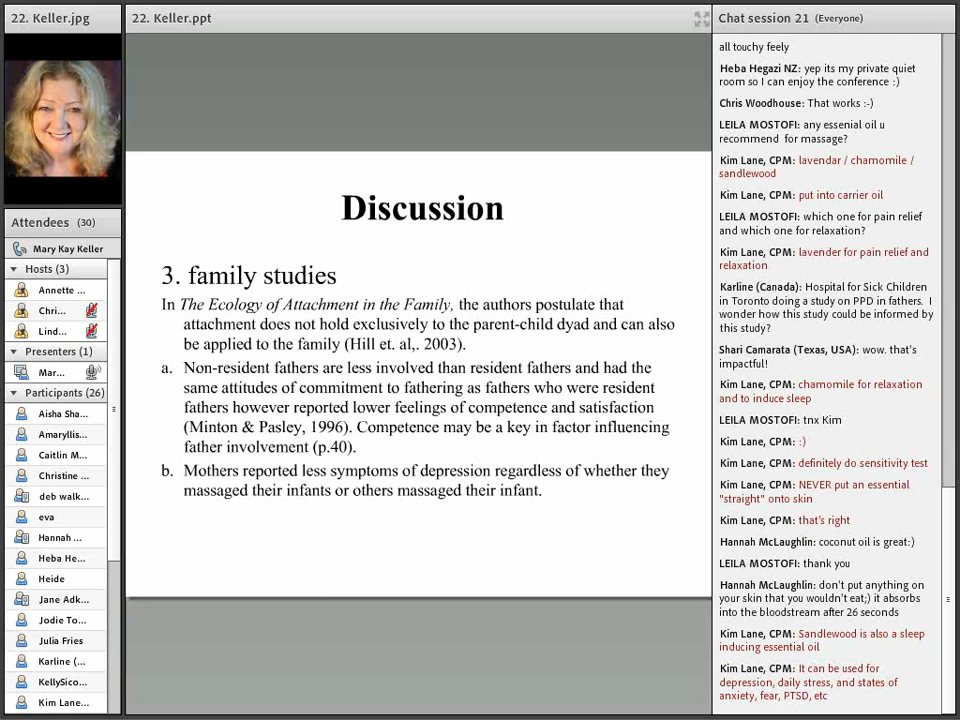 22. Keller.jpg
Attendees (30)
Mary Kay Keller
Hosts (3)
Annette ...
Chri...
Lind...
Presenters (1)
Mar...
Participants (26)
Aisha Sha...
Amaryllis...
Caitlin M...
Christine ...
deb walk...
eva
Hannah ...
Heba He...
Heide
Jane Adk...
Jodie To...
Julia Fries
Karline (...
KellySico...
Kim Lane...
22. Keller.ppt
Discussion
3. family studies
In The Ecology of Attachment in the Family, the authors postulate that
attachment does not hold exclusively to the parent-child dyad and can also
be applied to the family (Hill et. al,. 2003).
a. Non-resident fathers are less involved than resident fathers and had the
same attitudes of commitment to fathering as fathers who were resident
fathers however reported lower feelings of competence and satisfaction
(Minton & Pasley, 1996). Competence may be a key in factor influencing
father involvement (p.40).
b. Mothers reported less symptoms of depression regardless of whether they
massaged their infants or others massaged their infant.
Chat session 21 (Everyone)
all touchy feely
Heba Hegazi NZ: yep its my private quiet
room so I can enjoy the conference :)
Chris Woodhouse: That works :-)
LEILA MOSTOFI: any essenial oil u
recommend for massage?
Kim Lane, CPM: lavendar / chamomile /
sandlewood
Kim Lane, CPM: put into carrier oil
LEILA MOSTOFI: which one for pain relief
and which one for relaxation?
Kim Lane, CPM: lavender for pain relief and
relaxation
Karline (Canada): Hospital for Sick Children
in Toronto doing a study on PPD in fathers. I
wonder how this study could be informed by
this study?
Shari Camarata (Texas, USA): wow. that's
impactful!
Kim Lane, CPM: chamomile for relaxation
and to induce sleep
LEILA MOSTOFI: tnx Kim
Kim Lane, CPM: :)
Kim Lane, CPM: definitely do sensitivity test
Kim Lane, CPM: NEVER put an essential
"straight" onto skin
Kim Lane, CPM: that's right
Hannah McLaughlin: coconut oil is great:)
LEILA MOSTOFI: thank you
Hannah McLaughlin: don't put anything on
your skin that you wouldn't eat;) it absorbs
into the bloodstream after 26 seconds
Kim Lane, CPM: Sandlewood is also a sleep
inducing essential oil
Kim Lane, CPM: It can be used for
depression, daily stress, and states of
anxiety, fear, PTSD, etc